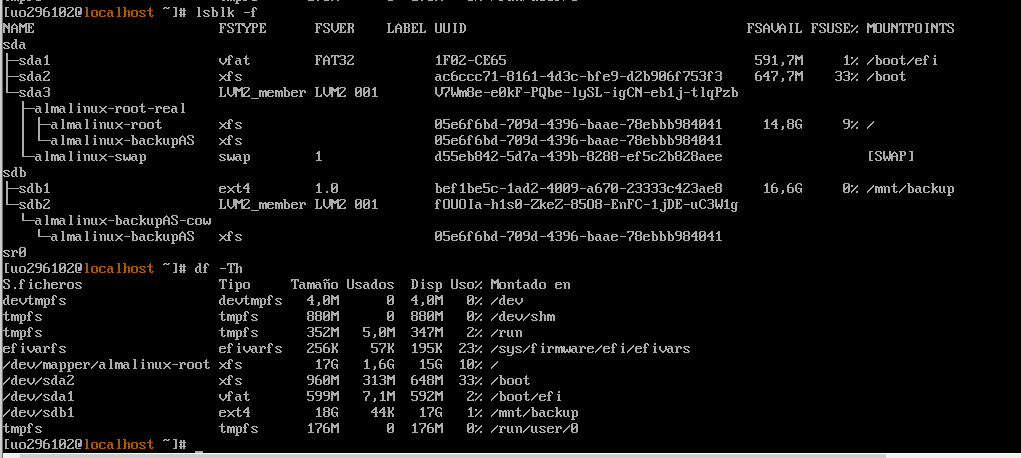 [uo296102@localhost ~]# lsblk -f
NAME FSTYPE FSVER LABEL UUID FSAVAIL FSUSE% MOUNTPOINTS
sda
├─sda1 vfat FAT32 1F02-CE65 591,7M 1% /boot/efi
├─sda2 xfs ac6ccc71-8161-4d3c-bfe9-d2b906f753f3 647,7M 33% /boot
└─sda3 LVM2_member LVM2 001 V7Wm8e-e0kF-PQbe-lySL-igCN-eb1j-tlqPzb
├─almalinux-root-real
│ ├─almalinux-root xfs 05e6f6bd-709d-4396-baae-78ebbb984041 14,8G 9% /
│ └─almalinux-backupAS xfs 05e6f6bd-709d-4396-baae-78ebbb984041
└─almalinux-swap swap 1 d55eb842-5d7a-439b-8288-ef5c2b828aee [SWAP]
sdb
├─sdb1 ext4 1.0 bef1be5c-1ad2-4009-a670-23333c423ae8 16,6G 0% /mnt/backup
└─sdb2 LVM2_member LVM2 001 fOUOIa-h1s0-ZkeZ-85O8-EnFC-1jDE-uC3W1g
└─almalinux-backupAS-cow
└─almalinux-backupAS xfs 05e6f6bd-709d-4396-baae-78ebbb984041
sr0
[uo296102@localhost ~]# df -Th
S.ficheros Tipo Tamaño Usados Disp Uso% Montado en
devtmpfs devtmpfs 4,0M 0 4,0M 0% /dev
tmpfs tmpfs 880M 0 880M 0% /dev/shm
tmpfs tmpfs 352M 5,0M 347M 2% /run
efivarfs efivarfs 256K 57K 195K 23% /sys/firmware/efi/efivars
/dev/mapper/almalinux-root xfs 17G 1,6G 15G 10% /
/dev/sda2 xfs 960M 313M 648M 33% /boot
/dev/sda1 vfat 599M 7,1M 592M 2% /boot/efi
/dev/sdb1 ext4 18G 44K 17G 1% /mnt/backup
tmpfs tmpfs 176M 0 176M 0% /run/user/0
[uo296102@localhost ~]# _